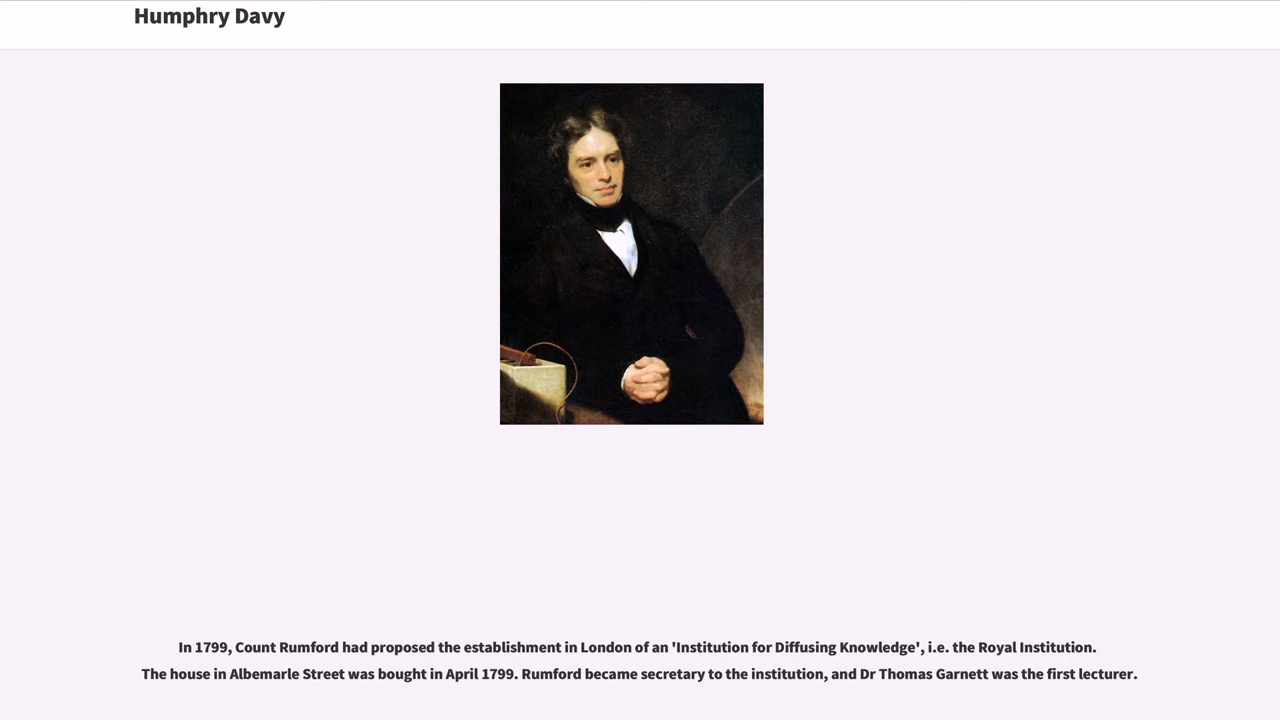 Humphry Davy
In 1799, Count Rumford had proposed the establishment in London of an 'Institution for Diffusing Knowledge', i.e. the Royal Institution.
The house in Albemarle Street was bought in April 1799. Rumford became secretary to the institution, and Dr Thomas Garnett was the first lecturer.